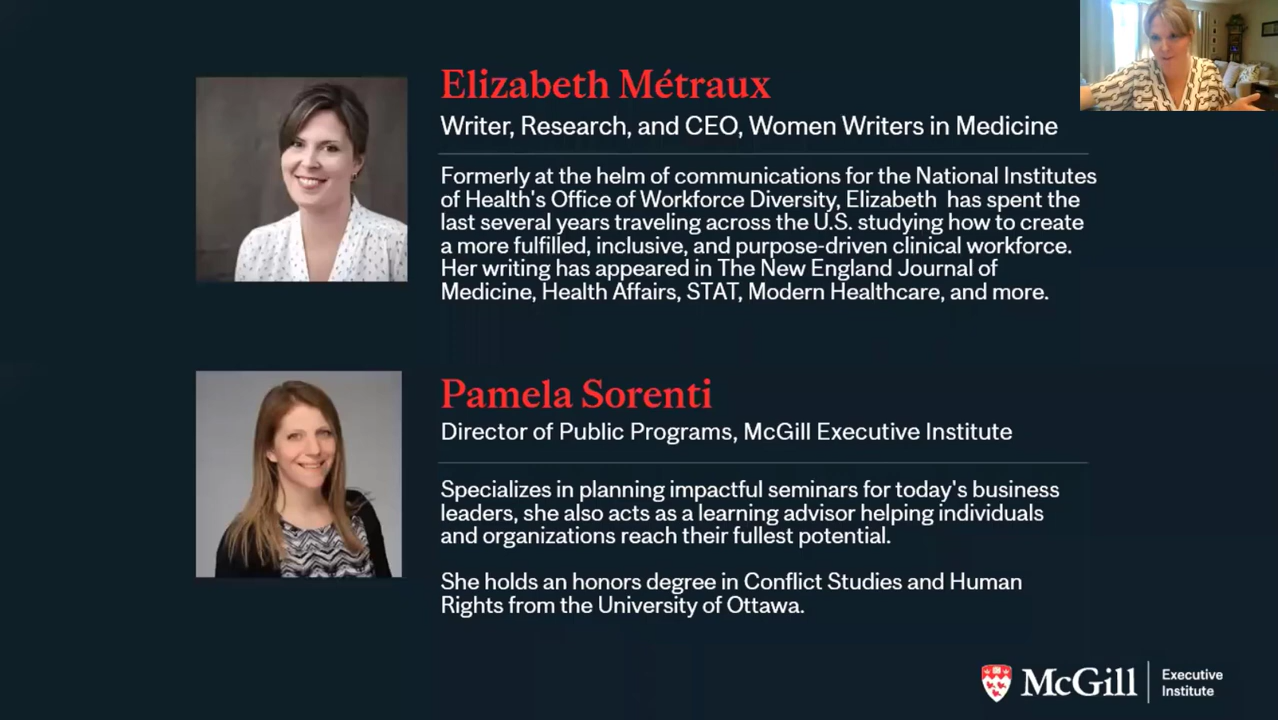 Elizabeth Métraux
Writer, Research, and CEO, Women Writers in Medicine
Formerly at the helm of communications for the National Institutes
of Health's Office of Workforce Diversity, Elizabeth has spent the
last several years traveling across the U.S. studying how to create
a more fulfilled, inclusive, and purpose-driven clinical workforce.
Her writing has appeared in The New England Journal of
Medicine, Health Affairs, STAT, Modern Healthcare, and more.
Pamela Sorenti
Director of Public Programs, McGill Executive Institute
Specializes in planning impactful seminars for today's business
leaders, she also acts as a learning advisor helping individuals
and organizations reach their fullest potential.
She holds an honors degree in Conflict Studies and Human
Rights from the University of Ottawa.
McGill
Executive
Institute